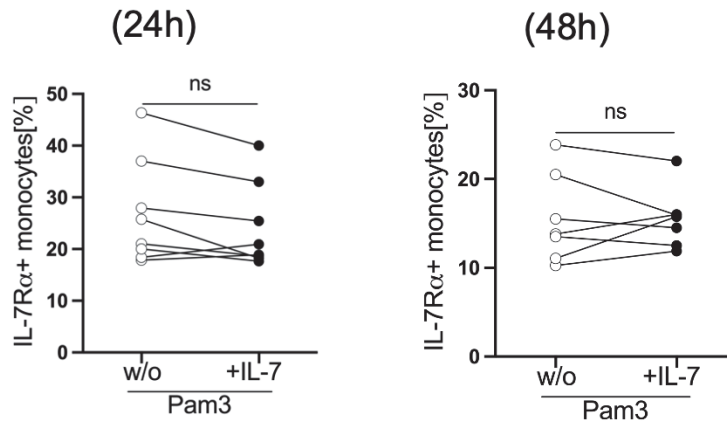 (24h)
ns
IL-7Rα+ monocytes[%]
50
40
30
20
10
0
w/o
+IL-7
Pam3
(48h)
ns
IL-7Rα+ monocytes[%]
30
20
10
0
w/o
+IL-7
Pam3